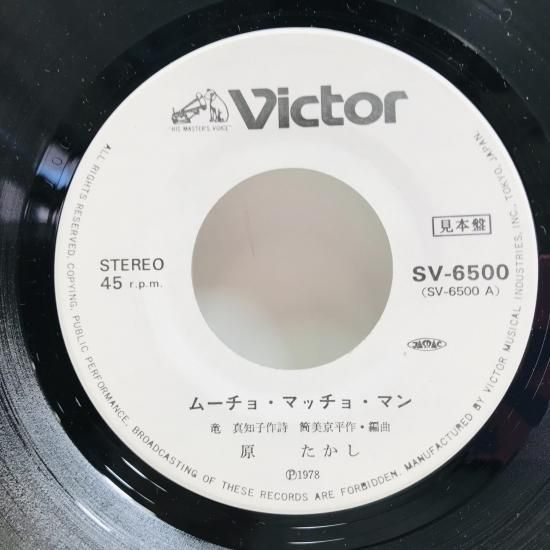 Victor
"HIS MASTER'S VOICE"
見本盤
STEREO
45 r.p.m.
SV-6500
(SV-6500 A)
JASRAC
ムーチョ・マッチョ・マン
竜 真知子作詩 筒美京平作・編曲
原 たかし
Ⓟ1978
ALL RIGHTS RESERVED. COPYING, PUBLIC PERFORMANCE, BROADCASTING OF THESE RECORDS ARE FORBIDDEN. MANUFACTURED BY VICTOR MUSICAL INDUSTRIES, INC. TOKYO, JAPAN.